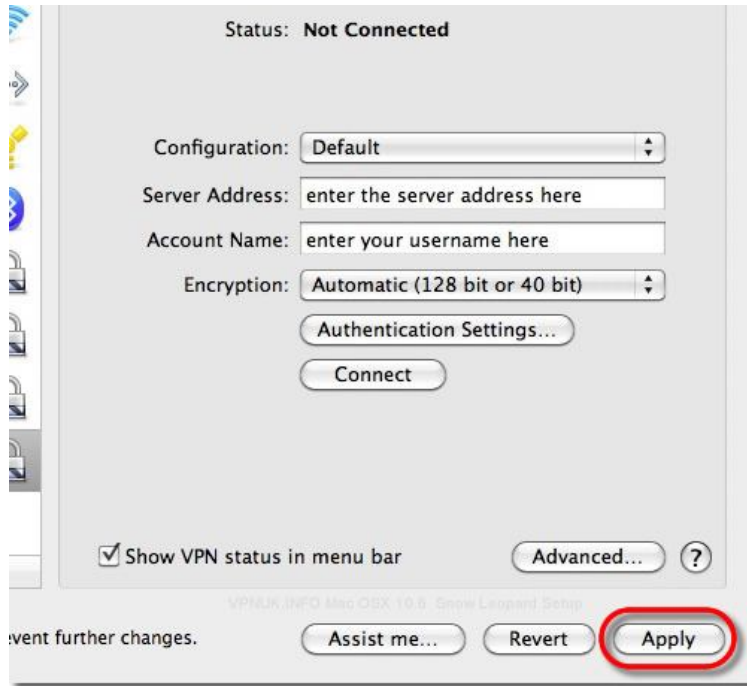 Status: Not Connected
Configuration: Default
Server Address: enter the server address here
Account Name: enter your username here
Encryption: Automatic (128 bit or 40 bit)
Authentication Settings...
Connect
Show VPN status in menu bar Advanced... ?
VPNUK.INFO Mac OSX 10.6 Snow Leopard Setup
event further changes. Assist me... Revert Apply